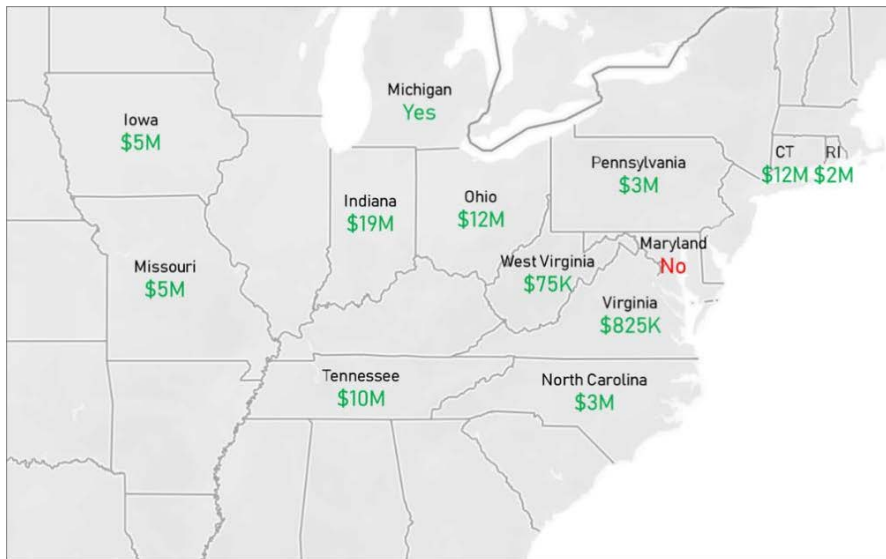 Michigan
Yes
Iowa
$5M
CT
$12M
RI
$2M
Pennsylvania
$3M
Indiana
$19M
Ohio
$12M
Maryland
No
Missouri
$5M
West Virginia
$75K
Virginia
$825K
Tennessee
$10M
North Carolina
$3M